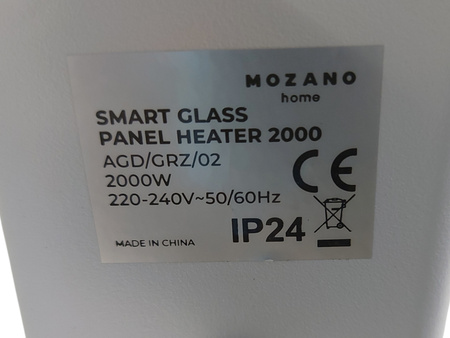 MOZANO
home
SMART GLASS
PANEL HEATER 2000
AGD/GRZ/02
2000W
220-240V~50/60Hz
CE
IP24
MADE IN CHINA